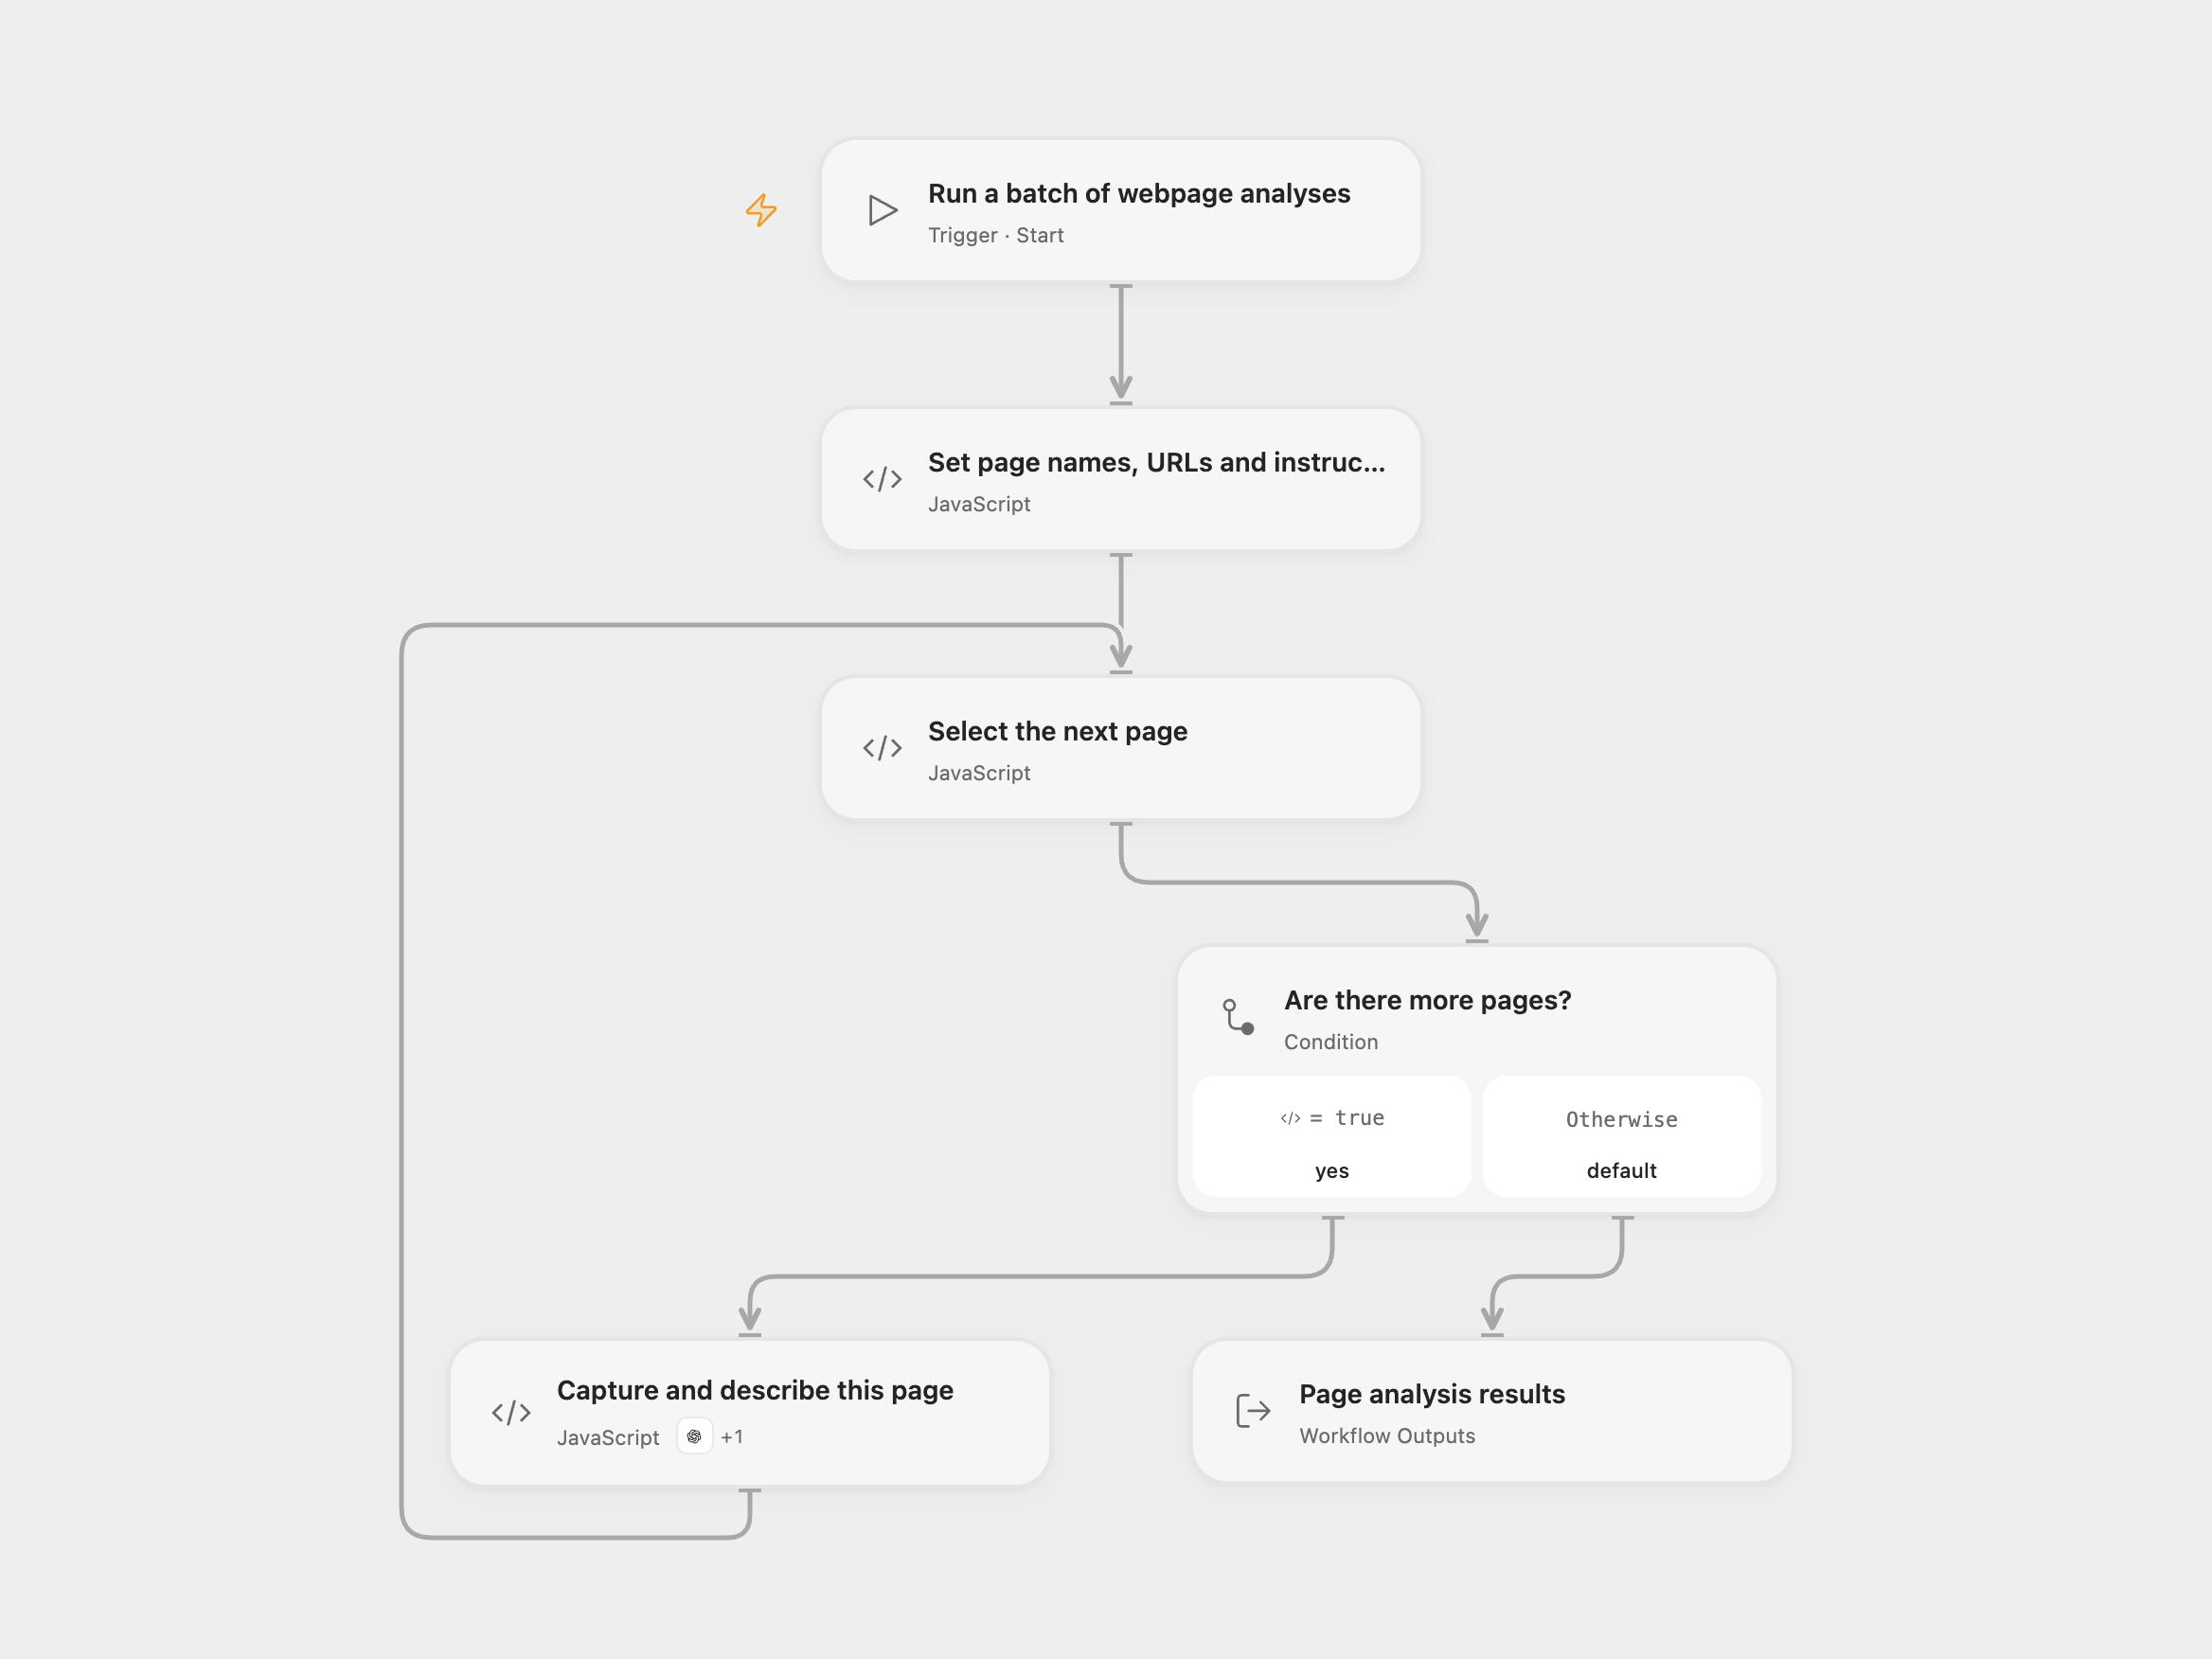 Run a batch of webpage analyses
Trigger · Start
Set page names, URLs and instruc...
JavaScript
Select the next page
JavaScript
Are there more pages?
Condition
</> = true
yes
Otherwise
default
Capture and describe this page
JavaScript +1
Page analysis results
Workflow Outputs